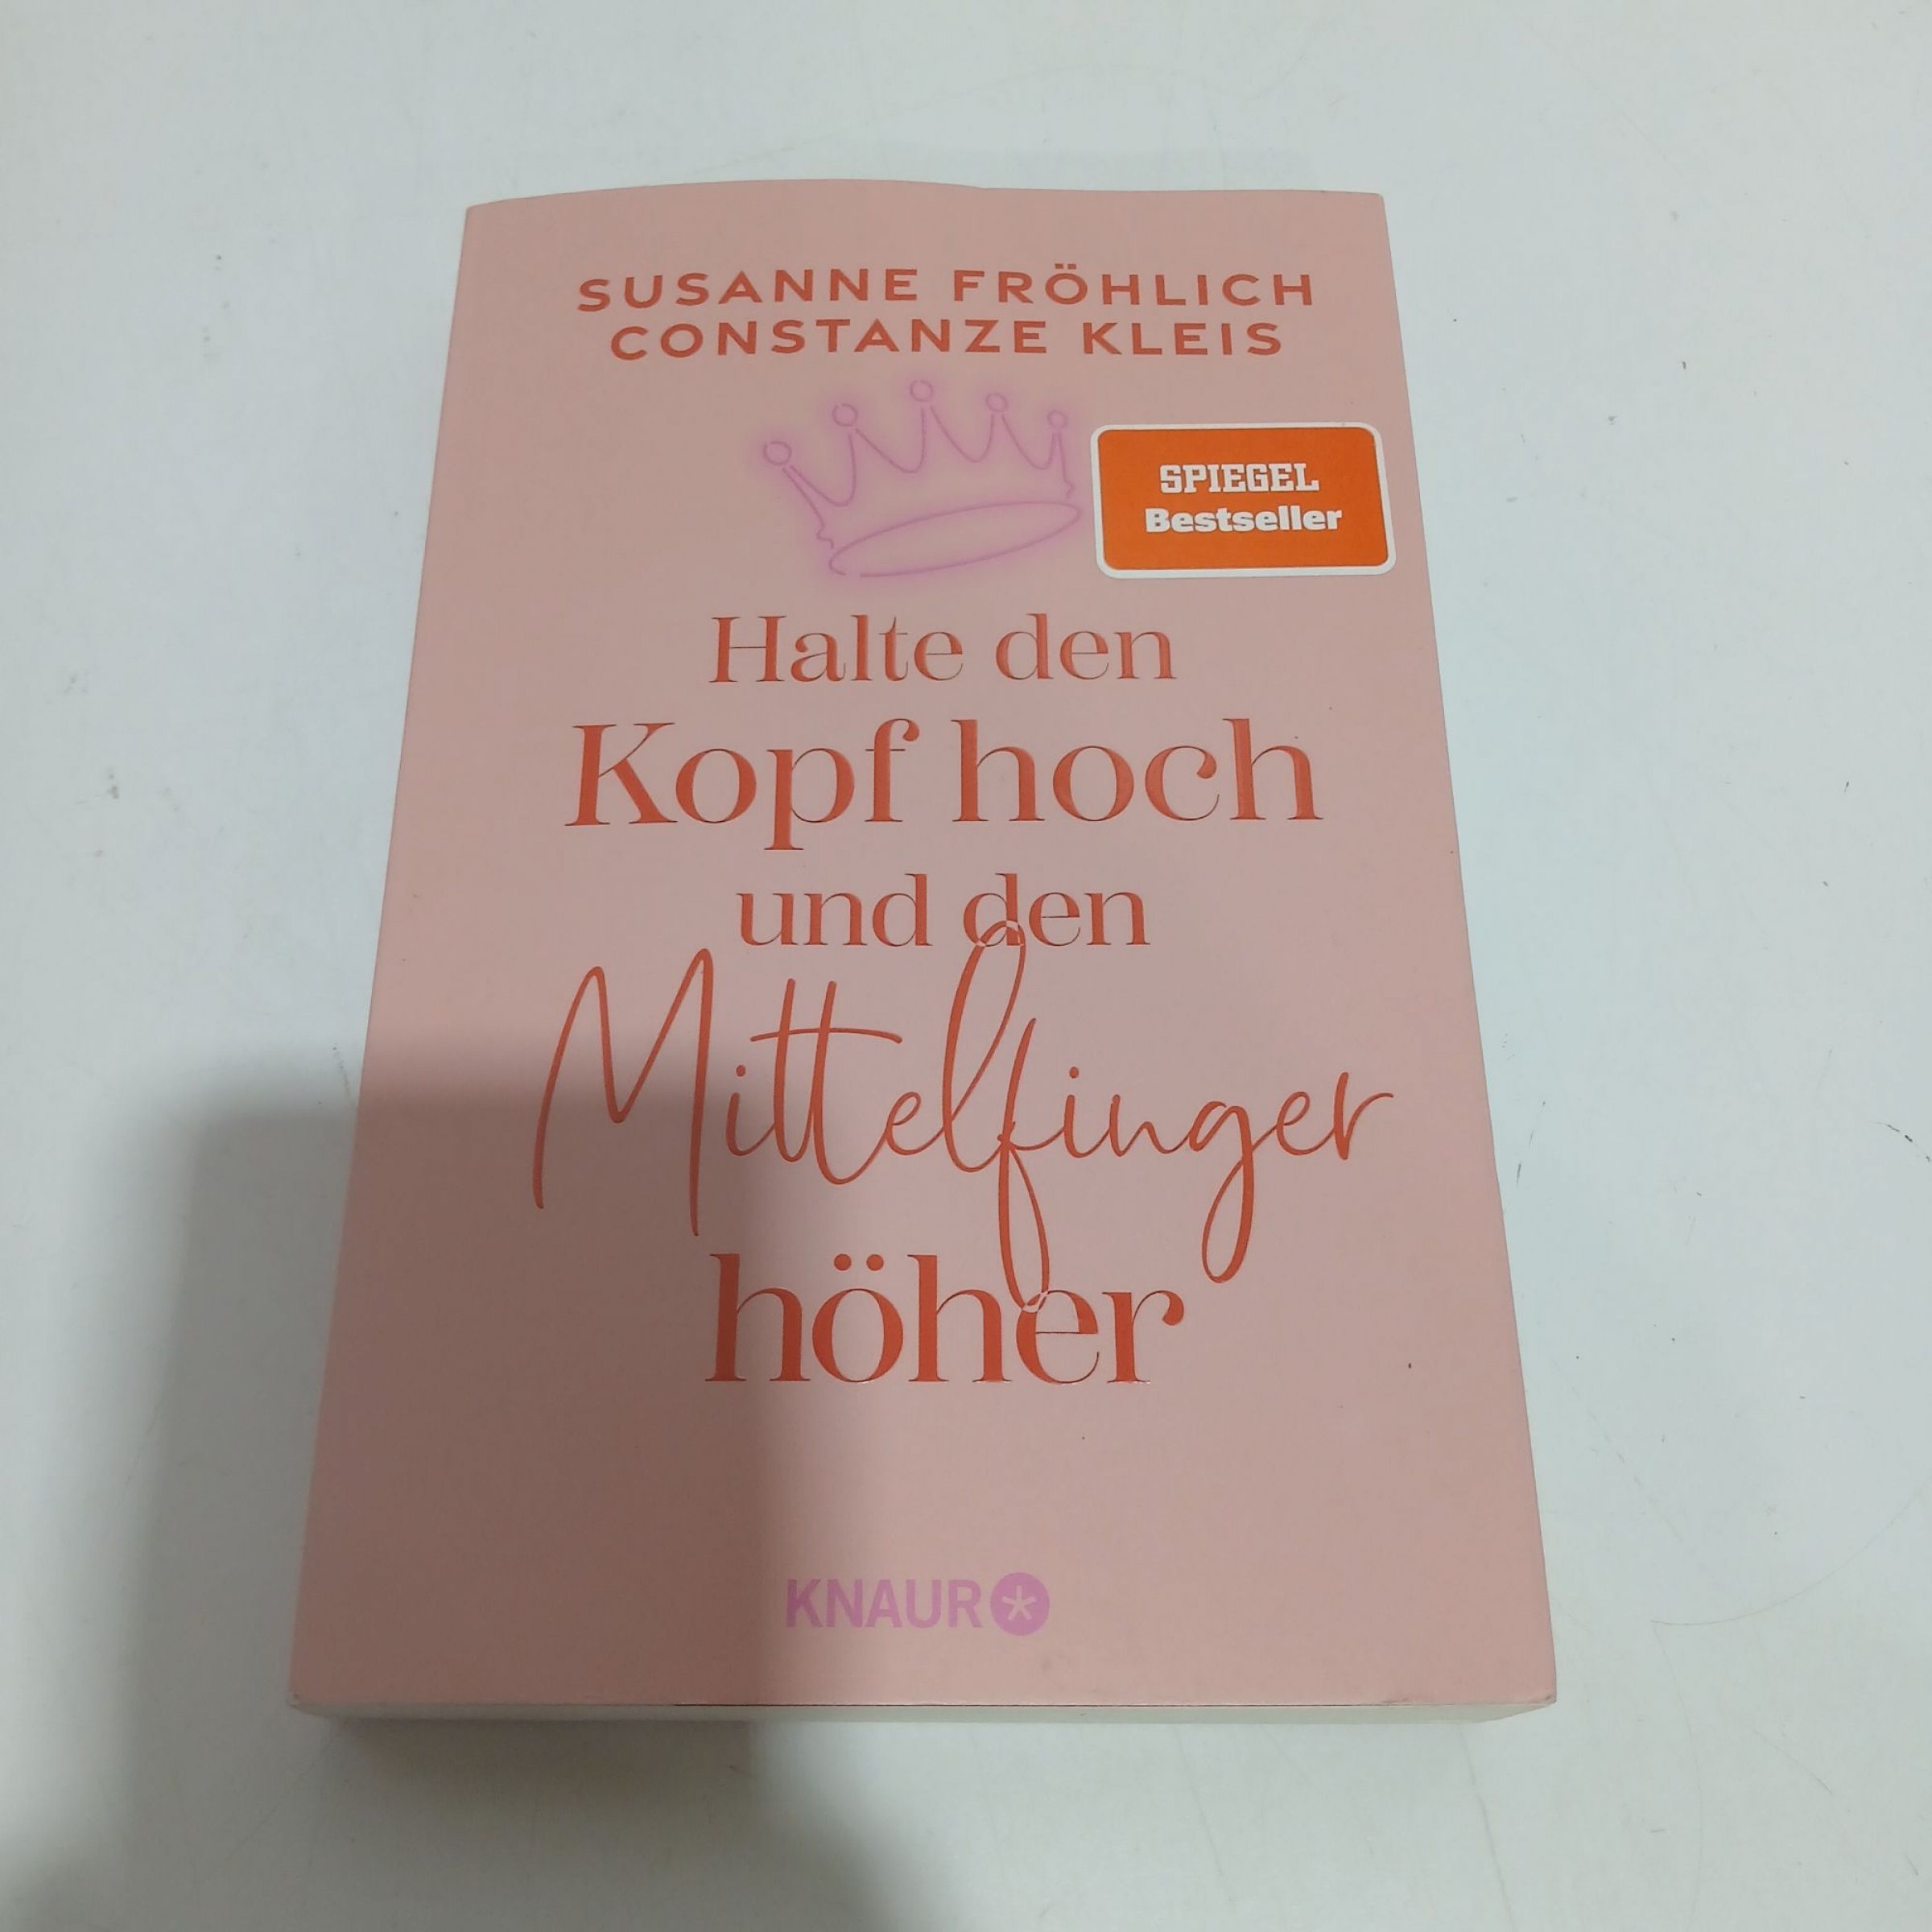 SUSANNE FRÖHLICH
CONSTANZE KLEIS
SPIEGEL
Bestseller
Halte den
Kopf hoch
und den
Mittelfinger
höher
KNAUR